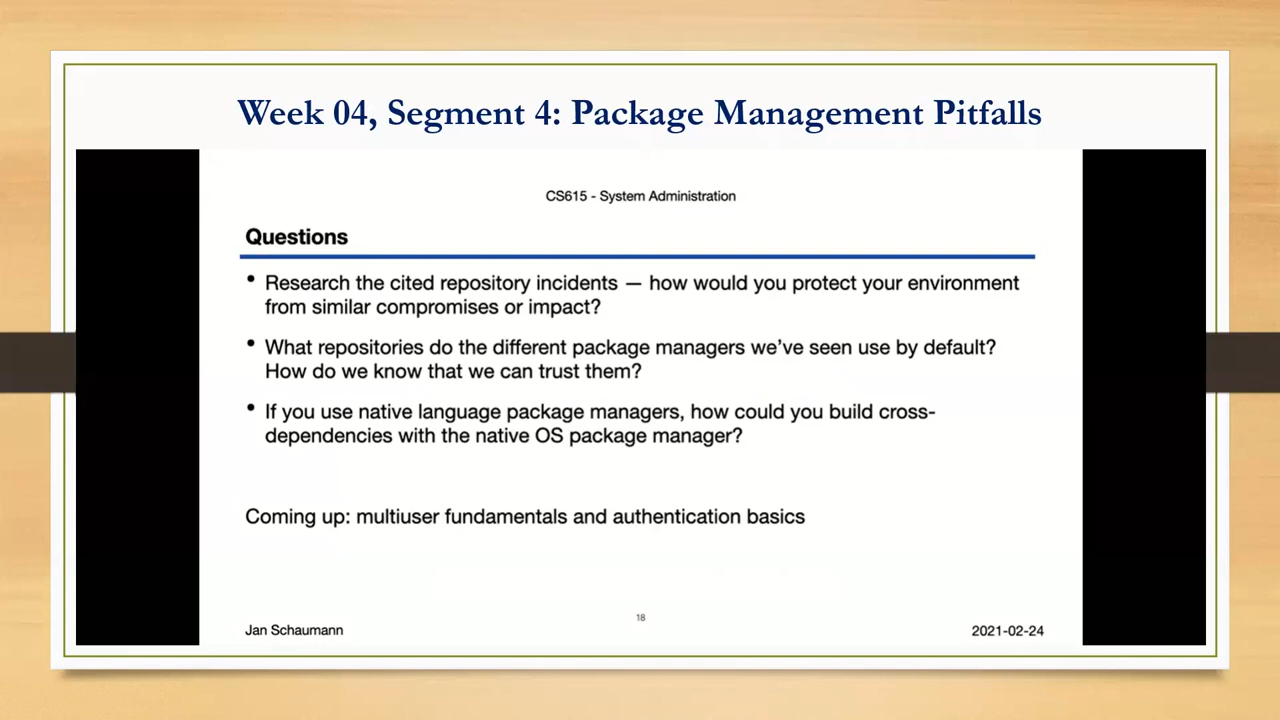 Week 04, Segment 4: Package Management Pitfalls
CS615 - System Administration
Questions
• Research the cited repository incidents — how would you protect your environment
from similar compromises or impact?
• What repositories do the different package managers we’ve seen use by default?
How do we know that we can trust them?
• If you use native language package managers, how could you build cross-
dependencies with the native OS package manager?
Coming up: multiuser fundamentals and authentication basics
18
Jan Schaumann
2021-02-24